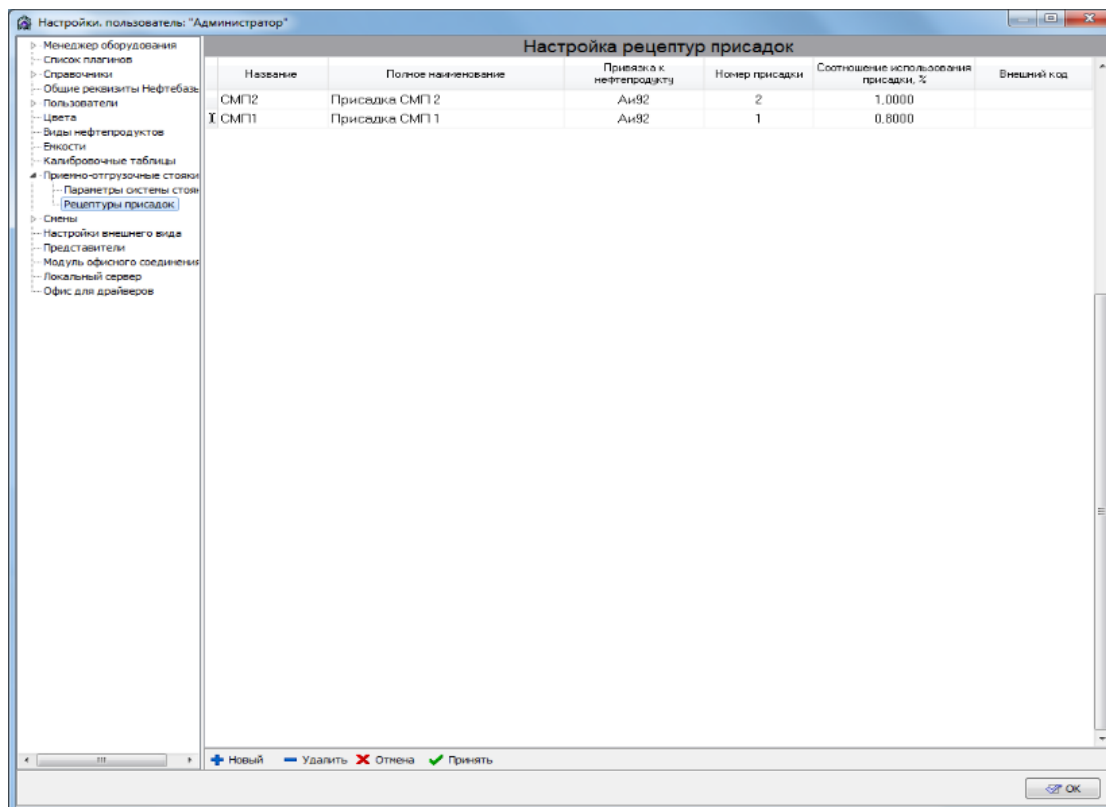 Настройки. пользователь: "Администратор"
Менеджер оборудования
Список плагинов
Справочники
Общие реквизиты Нефтебазы
Пользователи
Цвета
Виды нефтепродуктов
Емкости
Калибровочные таблицы
Приемно-отгрузочные стояки
Параметры системы стоян
Рецептуры присадок
Смены
Настройки внешнего вида
Представители
Модуль офисного соединения
Локальный сервер
Офис для драйверов
Настройка рецептур присадок
Название Полное наименование Привязка к нефтепродукту Номер присадки Соотношение использования присадки, % Внешний код
СМП2 Присадка СМП 2 Аи92 2 1,0000
СМП1 Присадка СМП 1 Аи92 1 0,8000
Новый Удалить Отмена Принять
OK